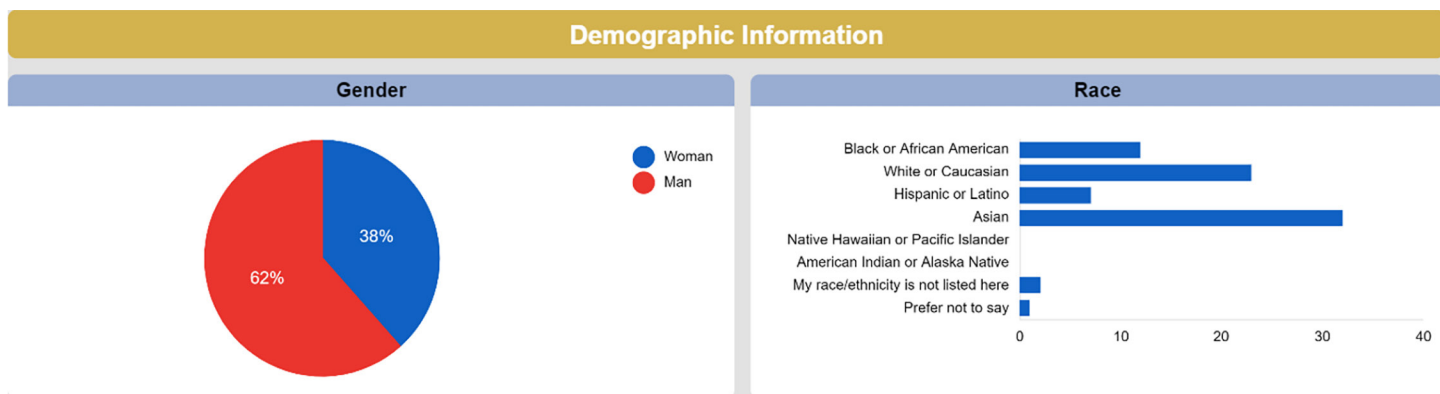 Demographic Information
Gender
Woman
Man
38%
62%
Race
Black or African American
White or Caucasian
Hispanic or Latino
Asian
Native Hawaiian or Pacific Islander
American Indian or Alaska Native
My race/ethnicity is not listed here
Prefer not to say
0 10 20 30 40